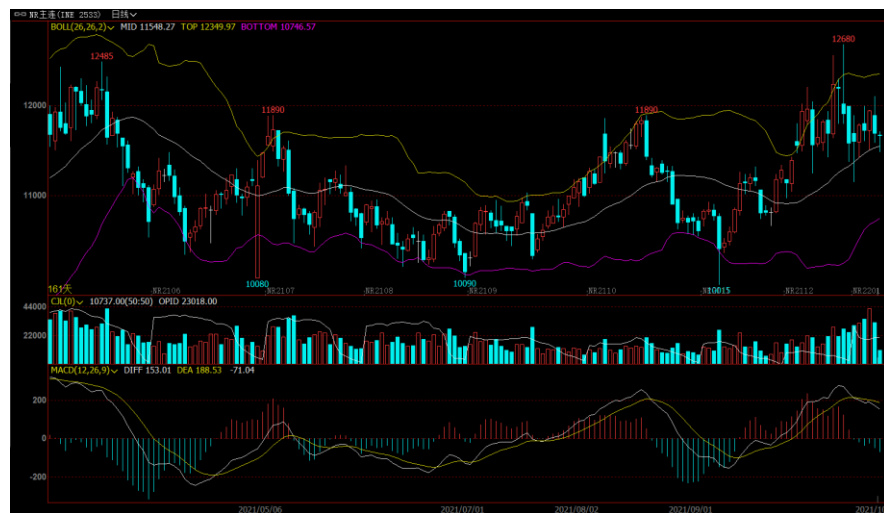 NR主连(INE 2533) 日线
BOLL(26,26,2) MID 11548.27 TOP 12349.97 BOTTOM 10746.57
12680
12485
12000
11890 11890
11000
10080 10090 10015
161天 NR2106 NR2107 NR2108 NR2109 NR2110 NR2112 NR2201
CJL(0) 10737.00(50:50) OPID 23018.00
44000
22000
MACD(12,26,9) DIFF 153.01 DEA 188.53 -71.04
200
0
-200
2021/05/06 2021/07/01 2021/08/02 2021/09/01